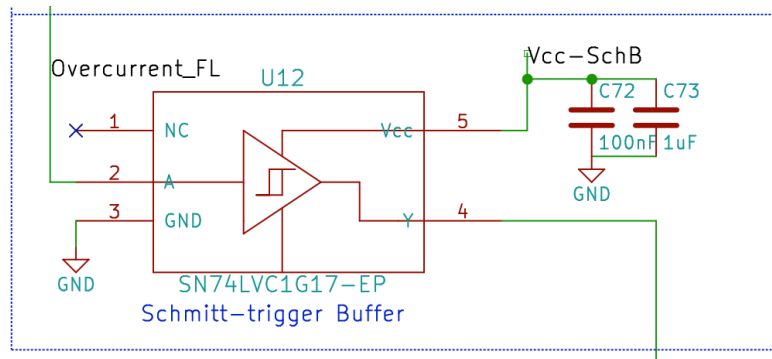 Vcc-SchB
Overcurrent_FL
U12
C72
C73
1
NC
Vcc
5
100nF
1uF
2
A
GND
3
GND
Y
4
GND
SN74LVC1G17-EP
Schmitt-trigger Buffer